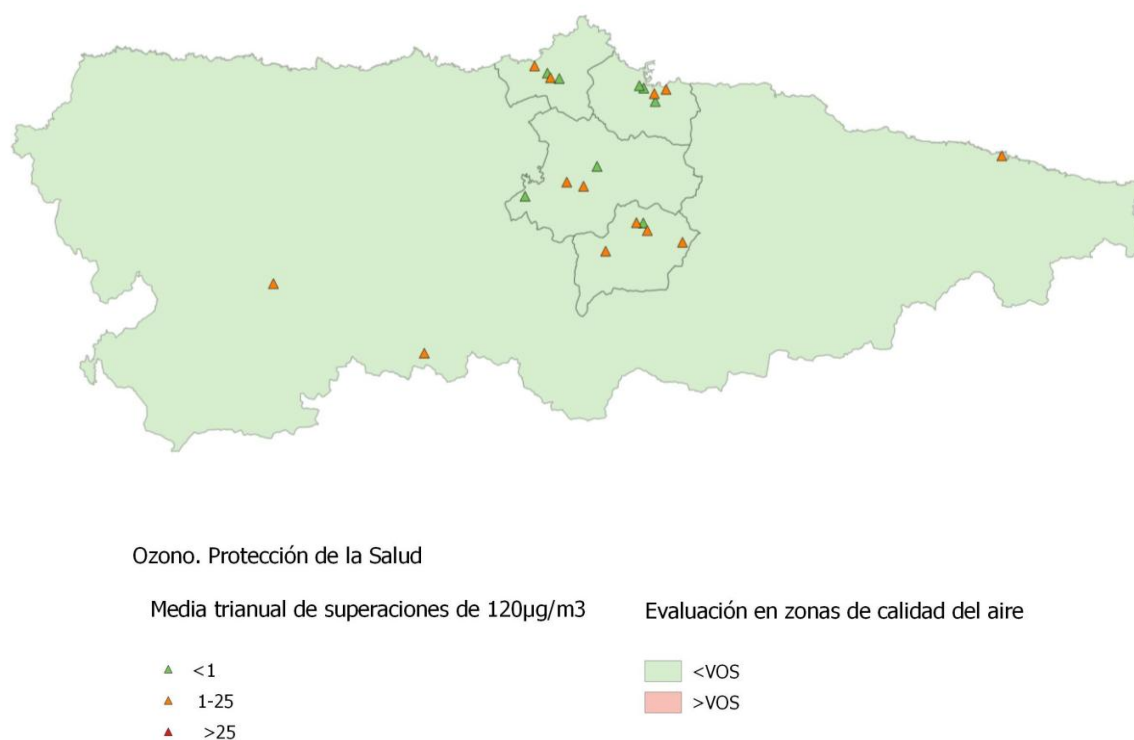 Ozono. Protección de la Salud
Media trianual de superaciones de 120µg/m3
<1
1-25
>25
Evaluación en zonas de calidad del aire
<VOS
>VOS